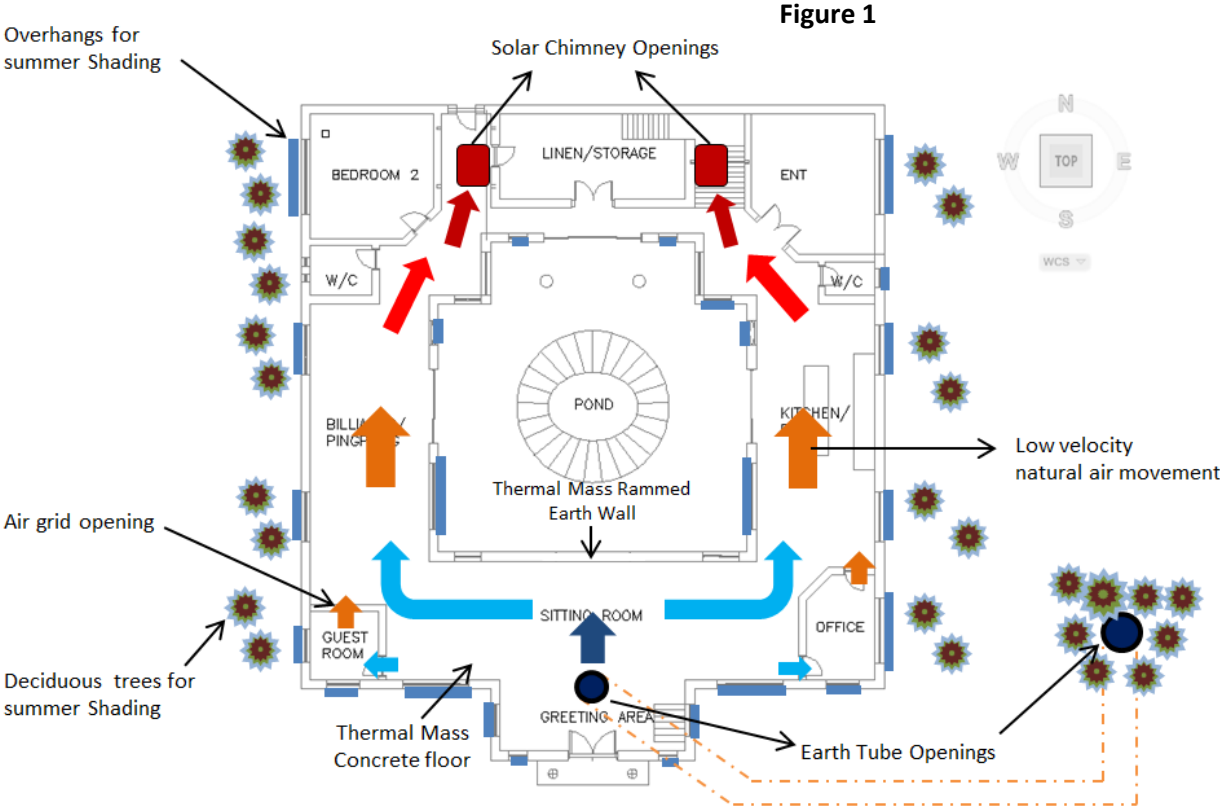 Figure 1
Overhangs for
summer Shading
Solar Chimney Openings
N
W
TOP
E
S
WCS
BEDROOM 2
LINEN/STORAGE
ENT
W/C
W/C
POND
KITCHEN/
Low velocity
natural air movement
Thermal Mass Rammed
Earth Wall
Air grid opening
SITTING ROOM
OFFICE
GUEST
ROOM
Deciduous trees for
summer Shading
GREETING AREA
Thermal Mass
Concrete floor
Earth Tube Openings